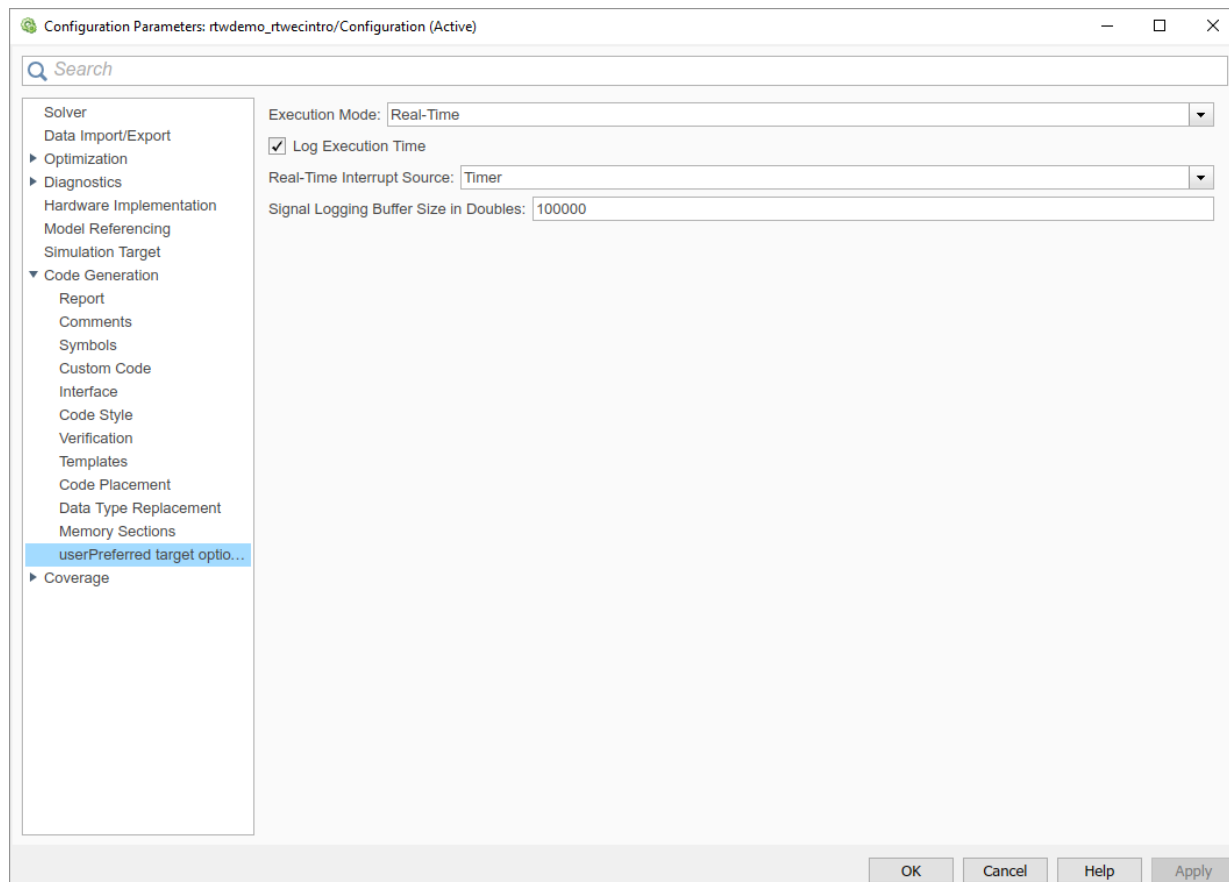 Configuration Parameters: rtwdemo_rtwecintro/Configuration (Active)
Search
Solver
Data Import/Export
Optimization
Diagnostics
Hardware Implementation
Model Referencing
Simulation Target
Code Generation
Report
Comments
Symbols
Custom Code
Interface
Code Style
Verification
Templates
Code Placement
Data Type Replacement
Memory Sections
userPreferred target optio...
Coverage
Execution Mode: Real-Time
Log Execution Time
Real-Time Interrupt Source: Timer
Signal Logging Buffer Size in Doubles: 100000
OK Cancel Help Apply